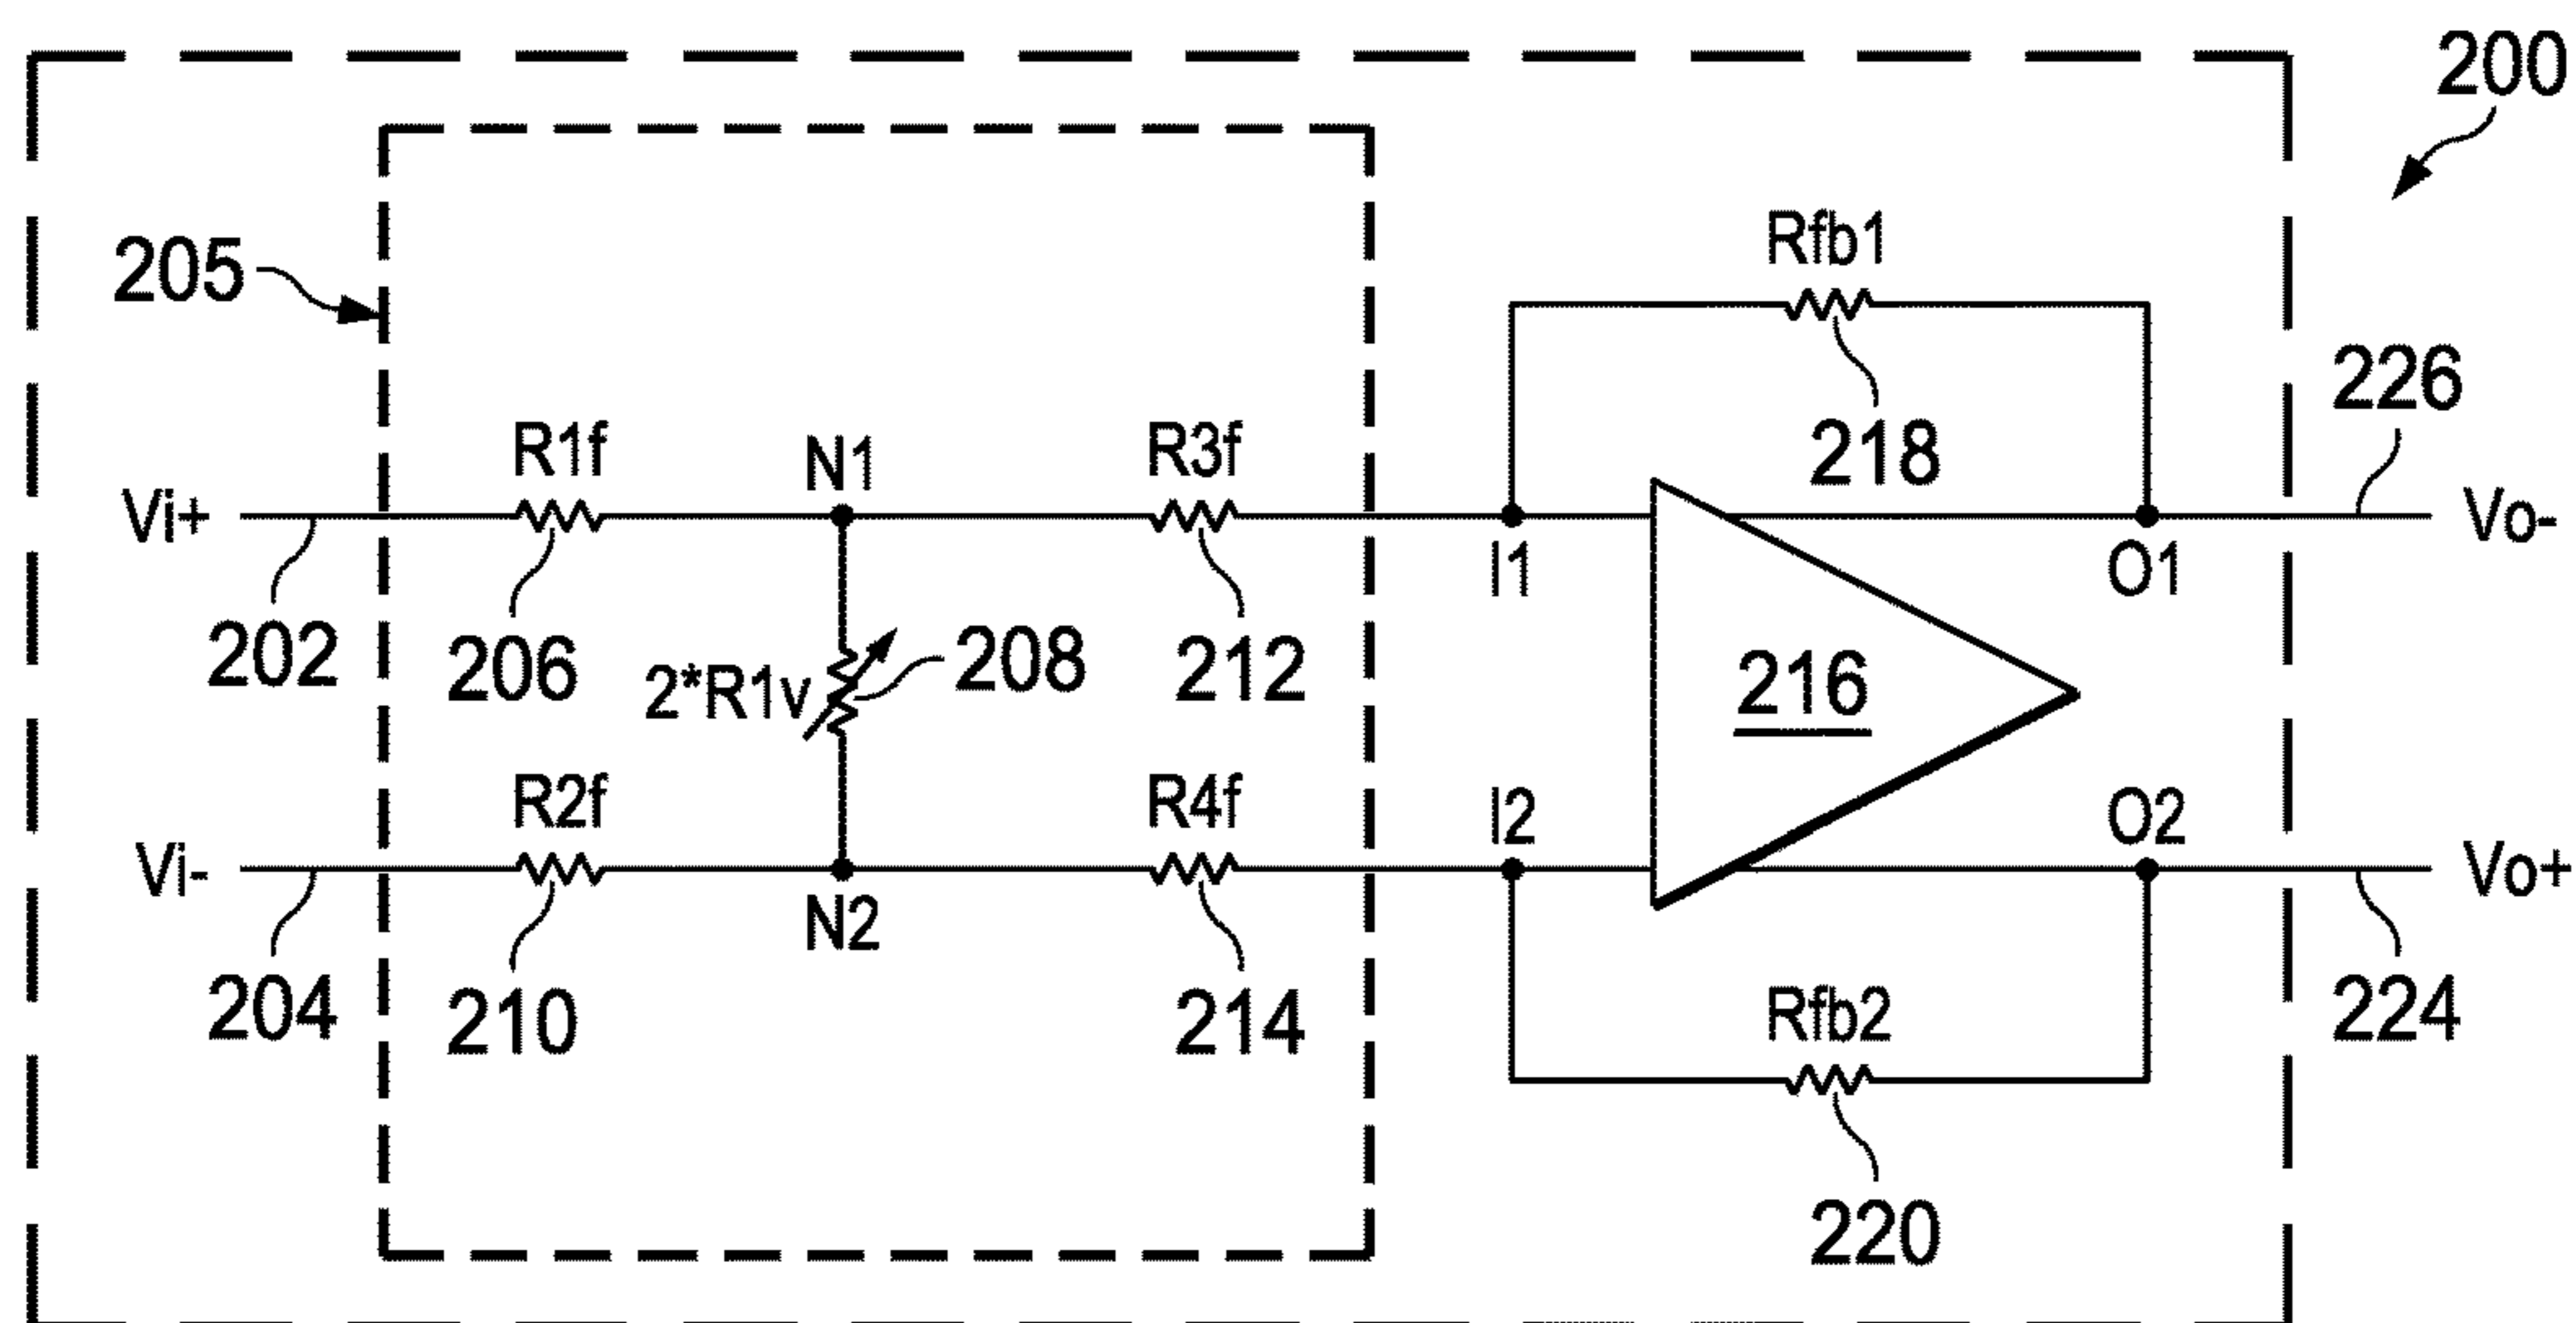 200
205
Rfb1
218
226
Vi+
R1f
N1
R3f
I1
O1
Vo-
202
206
2*R1v
208
212
216
Vi-
R2f
N2
R4f
I2
O2
Vo+
204
210
214
Rfb2
224
220